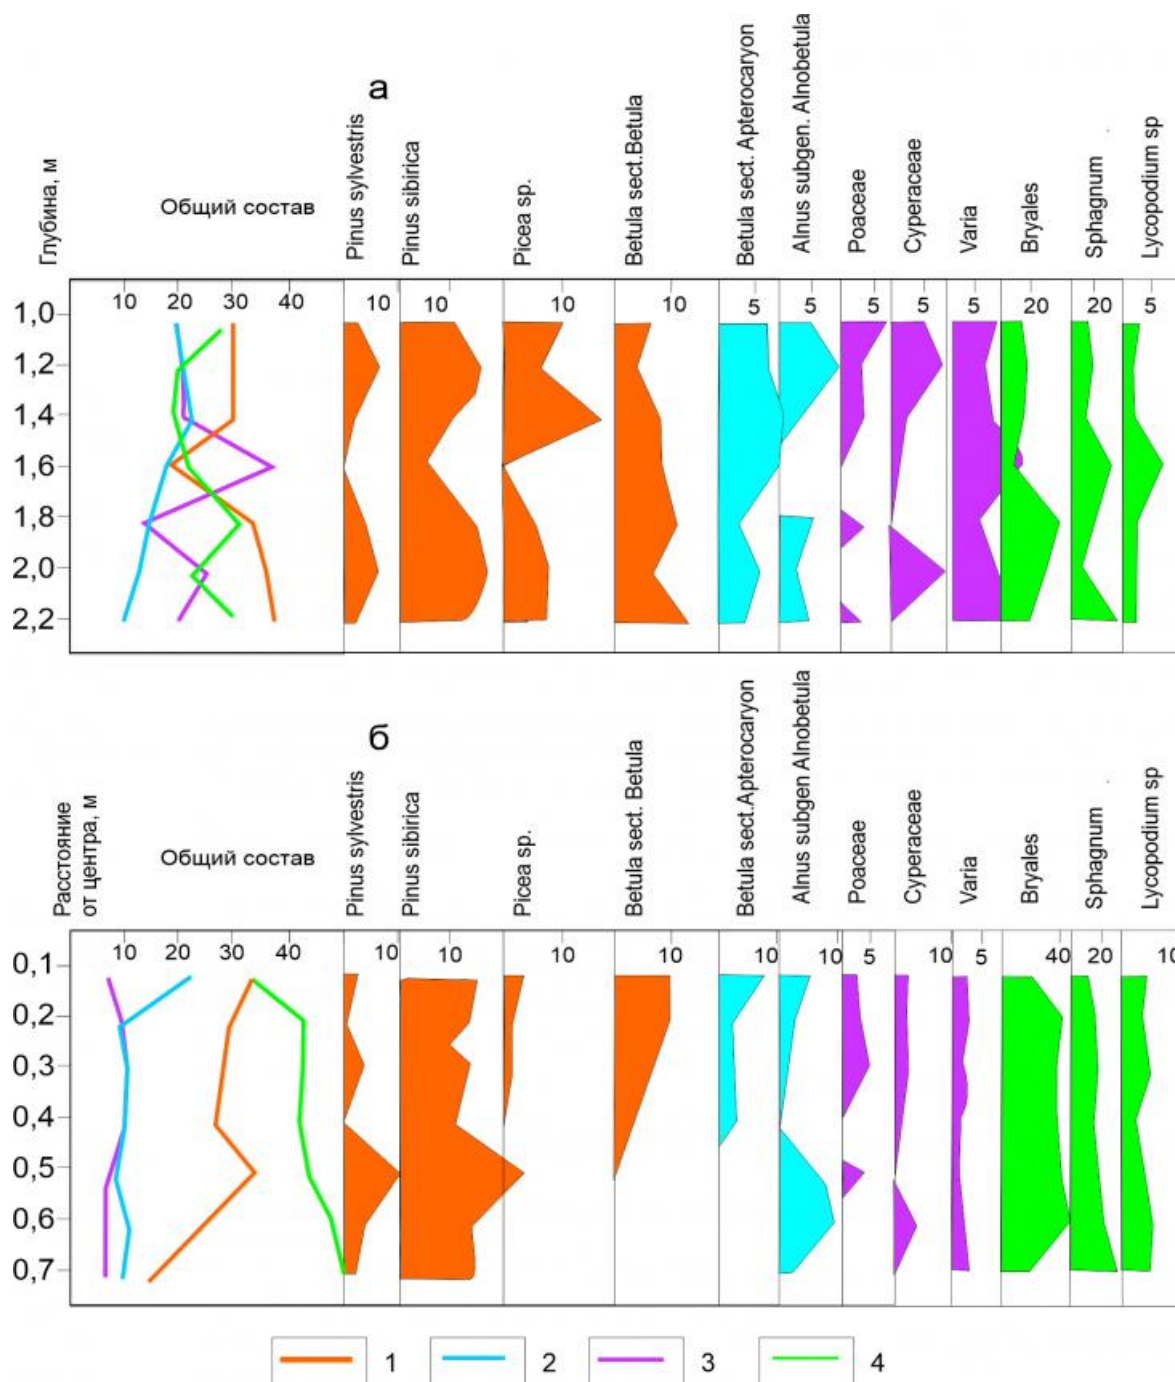 а
Глубина, м
Общий состав
Pinus sylvestris
Pinus sibirica
Picea sp.
Betula sect.Betula
Betula sect. Apterocaryon
Alnus subgen. Alnobetula
Poaceae
Cyperaceae
Varia
Bryales
Sphagnum
Lycopodium sp
10 20 30 40 10 10 10 10 5 5 5 5 5 20 20 5
1,0
1,2
1,4
1,6
1,8
2,0
2,2
б
Расстояние
от центра, м
Общий состав
Pinus sylvestris
Pinus sibirica
Picea sp.
Betula sect. Betula
Betula sect.Apterocaryon
Alnus subgen Alnobetula
Poaceae
Cyperaceae
Varia
Bryales
Sphagnum
Lycopodium sp
10 20 30 40 10 10 10 10 10 10 5 10 5 40 20 10
0,1
0,2
0,3
0,4
0,5
0,6
0,7
1 2 3 4